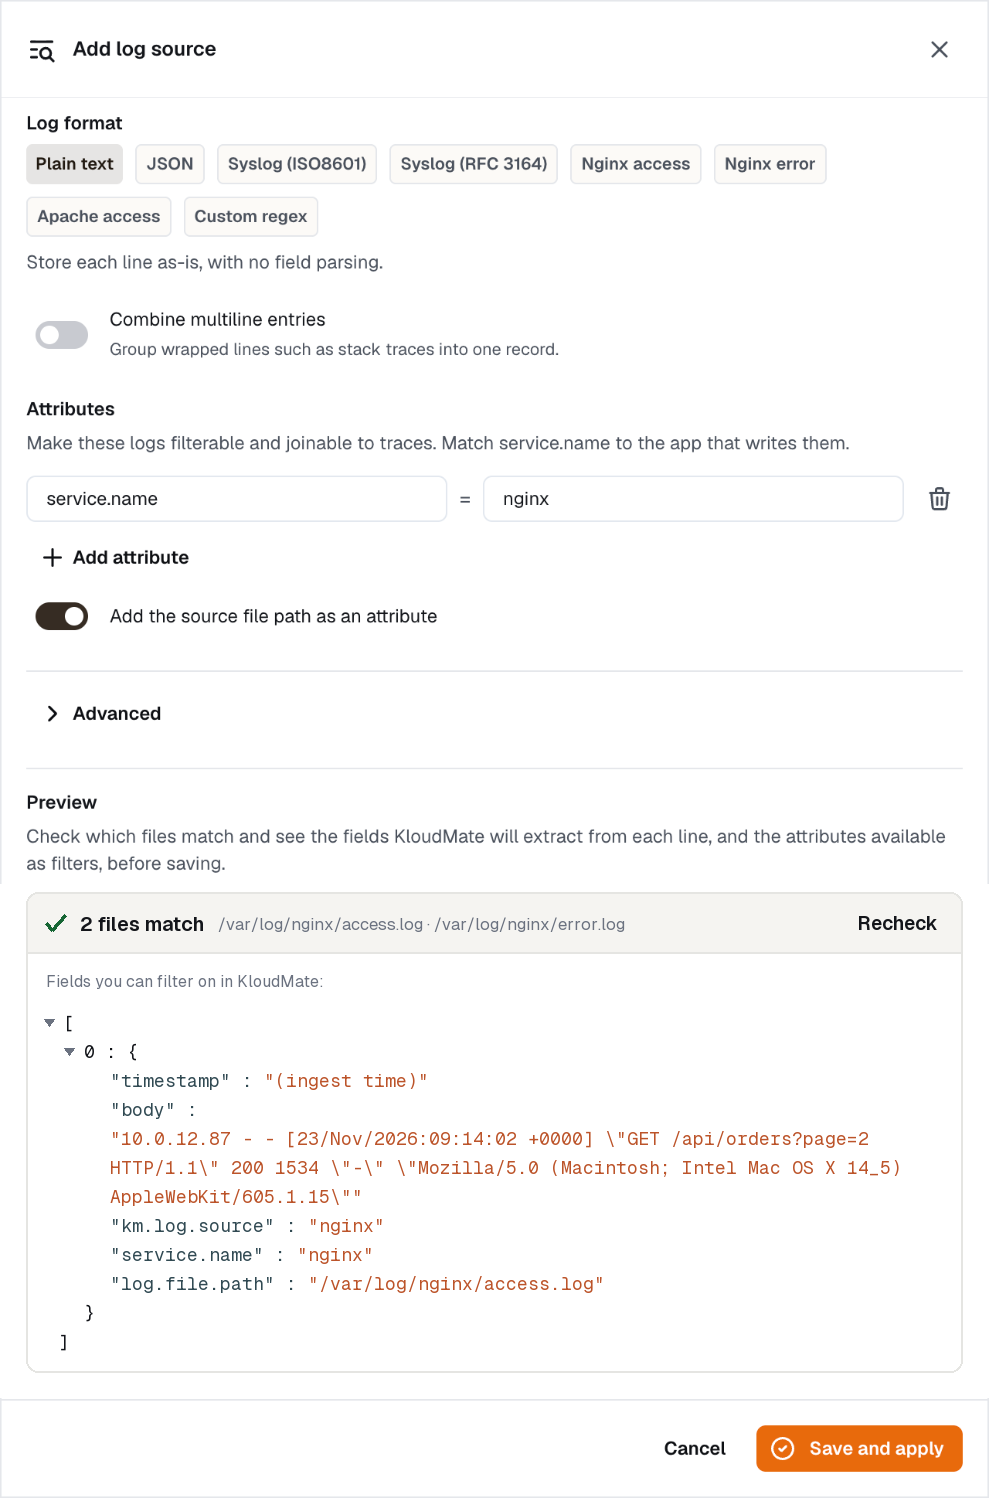 Add log source
Log format
Plain text
JSON
Syslog (ISO8601)
Syslog (RFC 3164)
Nginx access
Nginx error
Apache access
Custom regex
Store each line as-is, with no field parsing.
Combine multiline entries
Group wrapped lines such as stack traces into one record.
Attributes
Make these logs filterable and joinable to traces. Match service.name to the app that writes them.
service.name = nginx
Add attribute
Add the source file path as an attribute
Advanced
Preview
Check which files match and see the fields KloudMate will extract from each line, and the attributes available
as filters, before saving.
2 files match /var/log/nginx/access.log · /var/log/nginx/error.log Recheck
Fields you can filter on in KloudMate:
[
0 : {
"timestamp" : "(ingest time)"
"body" :
"10.0.12.87 - - [23/Nov/2026:09:14:02 +0000] \"GET /api/orders?page=2
HTTP/1.1\" 200 1534 \"-\" \"Mozilla/5.0 (Macintosh; Intel Mac OS X 14_5)
AppleWebKit/605.1.15\""
"km.log.source" : "nginx"
"service.name" : "nginx"
"log.file.path" : "/var/log/nginx/access.log"
}
]
Cancel
Save and apply